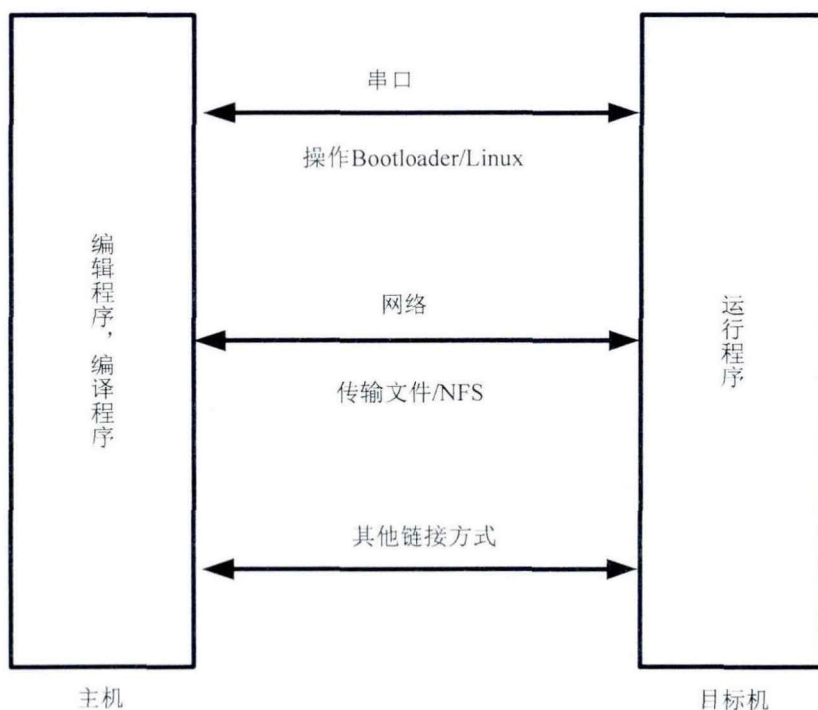 串口
操作Bootloader/Linux
编辑程序，编译程序
网络
传输文件/NFS
运行程序
其他链接方式
主机
目标机